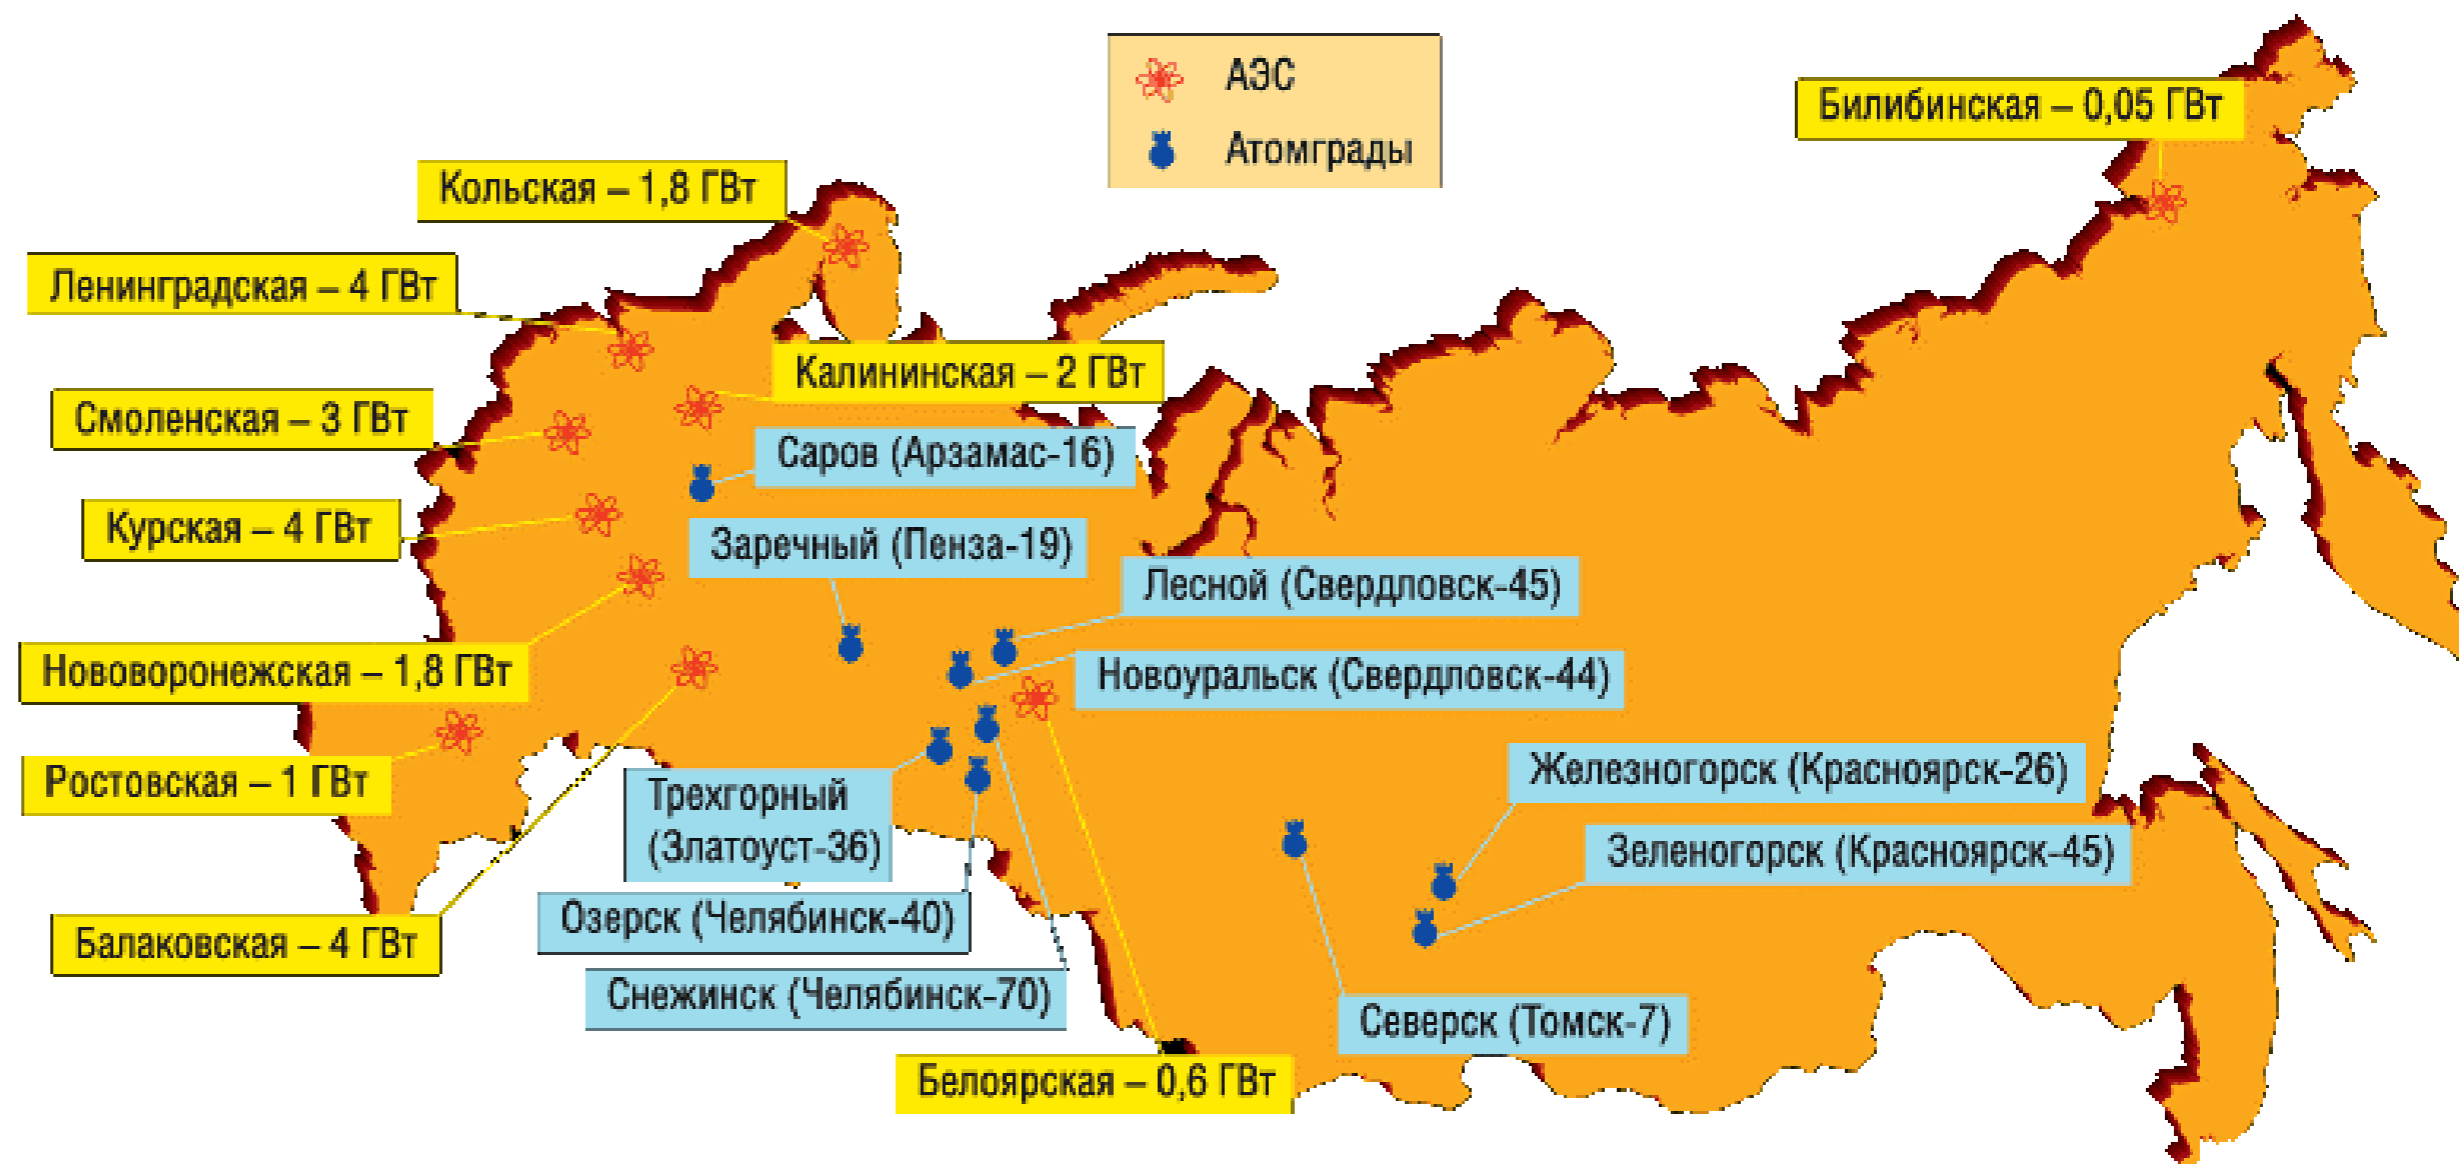 АЭС
Атомграды
Билибинская – 0,05 ГВт
Кольская – 1,8 ГВт
Ленинградская – 4 ГВт
Калининская – 2 ГВт
Смоленская – 3 ГВт
Саров (Арзамас-16)
Курская – 4 ГВт
Заречный (Пенза-19)
Лесной (Свердловск-45)
Нововоронежская – 1,8 ГВт
Новоуральск (Свердловск-44)
Ростовская – 1 ГВт
Трехгорный
(Златоуст-36)
Железногорск (Красноярск-26)
Зеленогорск (Красноярск-45)
Озерск (Челябинск-40)
Балаковская – 4 ГВт
Снежинск (Челябинск-70)
Северск (Томск-7)
Белоярская – 0,6 ГВт